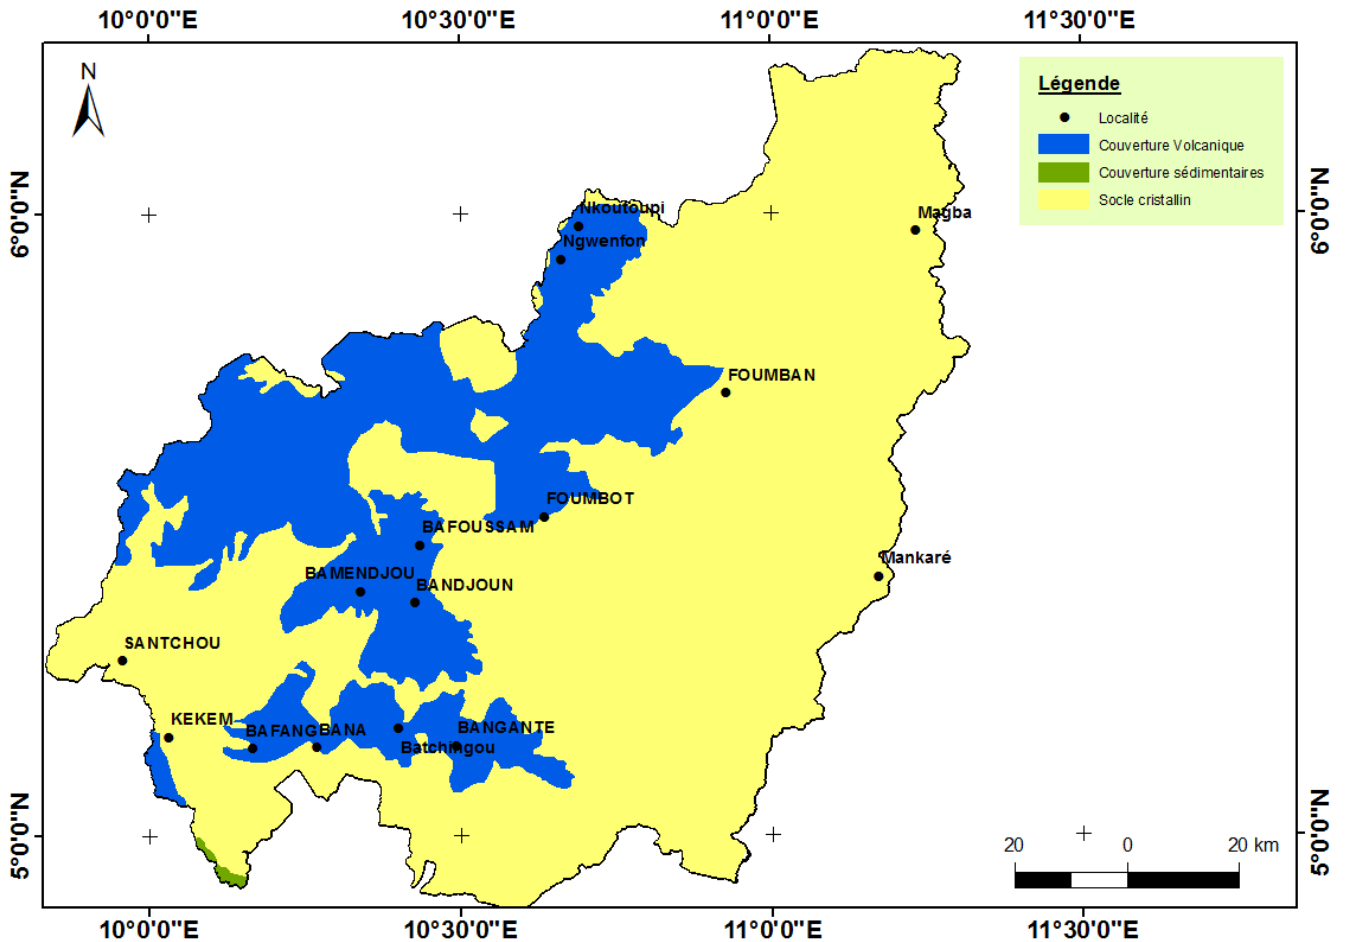 10°0'0"E 10°30'0"E 11°0'0"E 11°30'0"E
N
Légende
Localité
Couverture Volcanique
Couverture sédimentaires
Socle cristallin
6°0'0"N
6°0'0"N
Nkoutoupi
Magba
Ngwenfon
FOUMBAN
FOUMBOT
BAFOUSSAM
Mankaré
BAMENDJOU
BANDJOUN
SANTCHOU
KEKEM
BAFANG BANA
BANGANTE
Batchingou
5°0'0"N
5°0'0"N
20 0 20 km
10°0'0"E 10°30'0"E 11°0'0"E 11°30'0"E